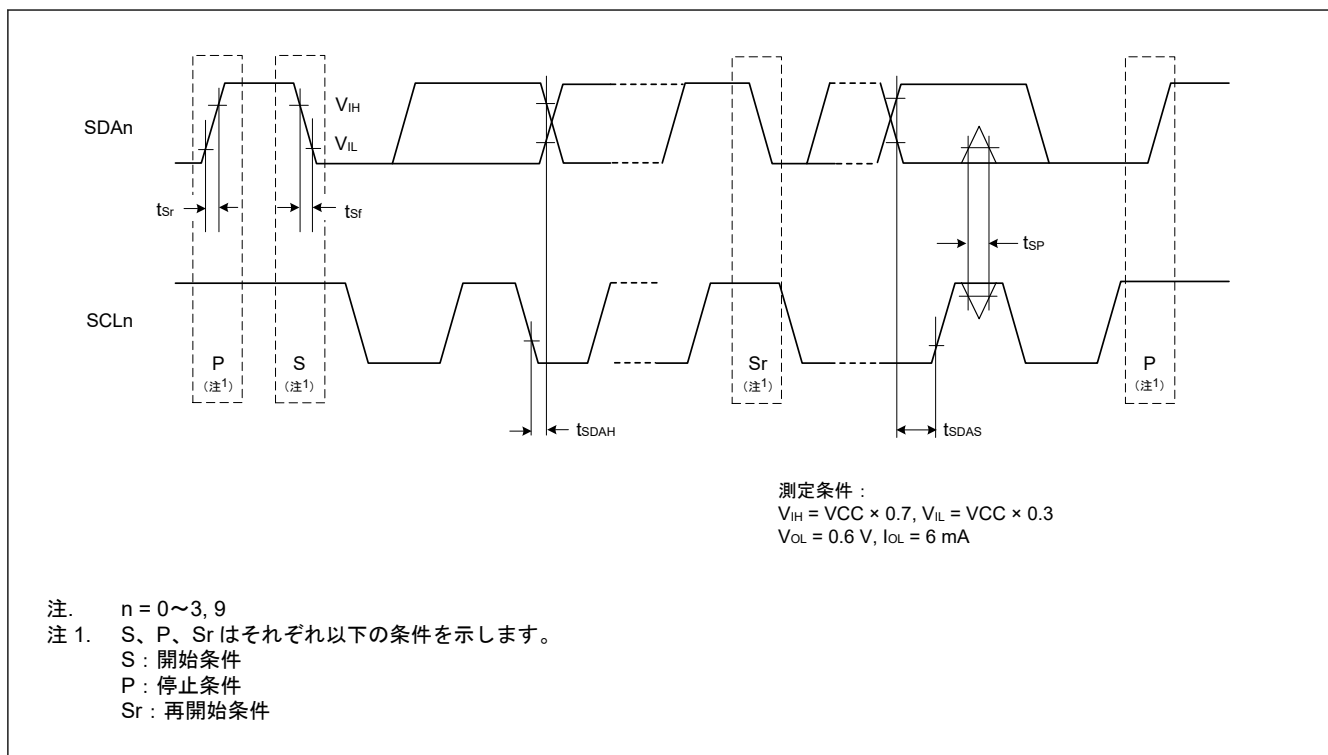 SDAn
VIH
VIL
tSr
tSf
tSP
SCLn
P
（注1）
S
（注1）
Sr
（注1）
P
（注1）
tSDAH
tSDAS
測定条件：
VIH = VCC × 0.7, VIL = VCC × 0.3
VOL = 0.6 V, IOL = 6 mA
注. n = 0～3, 9
注 1. S、P、Sr はそれぞれ以下の条件を示します。
S：開始条件
P：停止条件
Sr：再開始条件